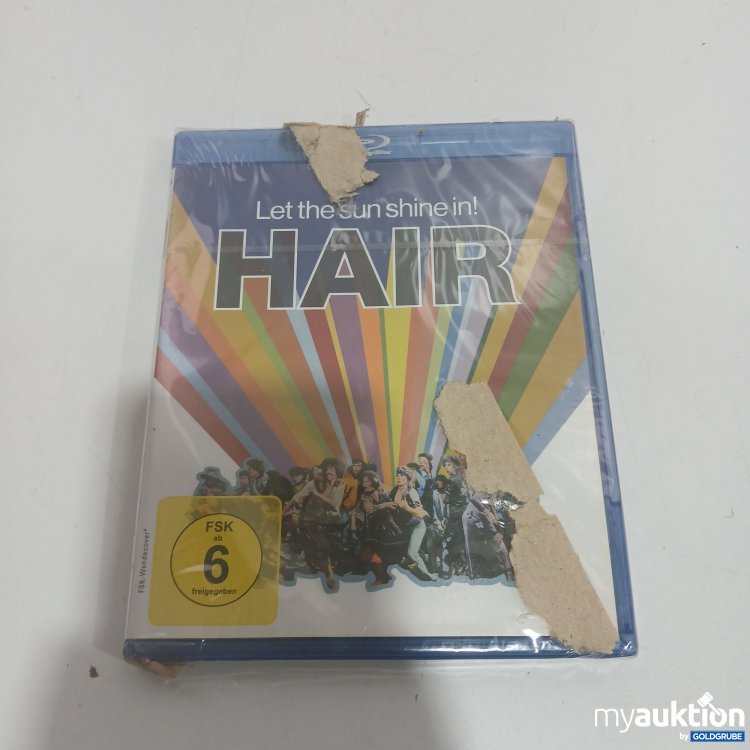 Let the sun shine in!
HAIR
FSK
ab
6
freigegeben
FSK-Wendecover*
myauktion
by GOLDGRUBE